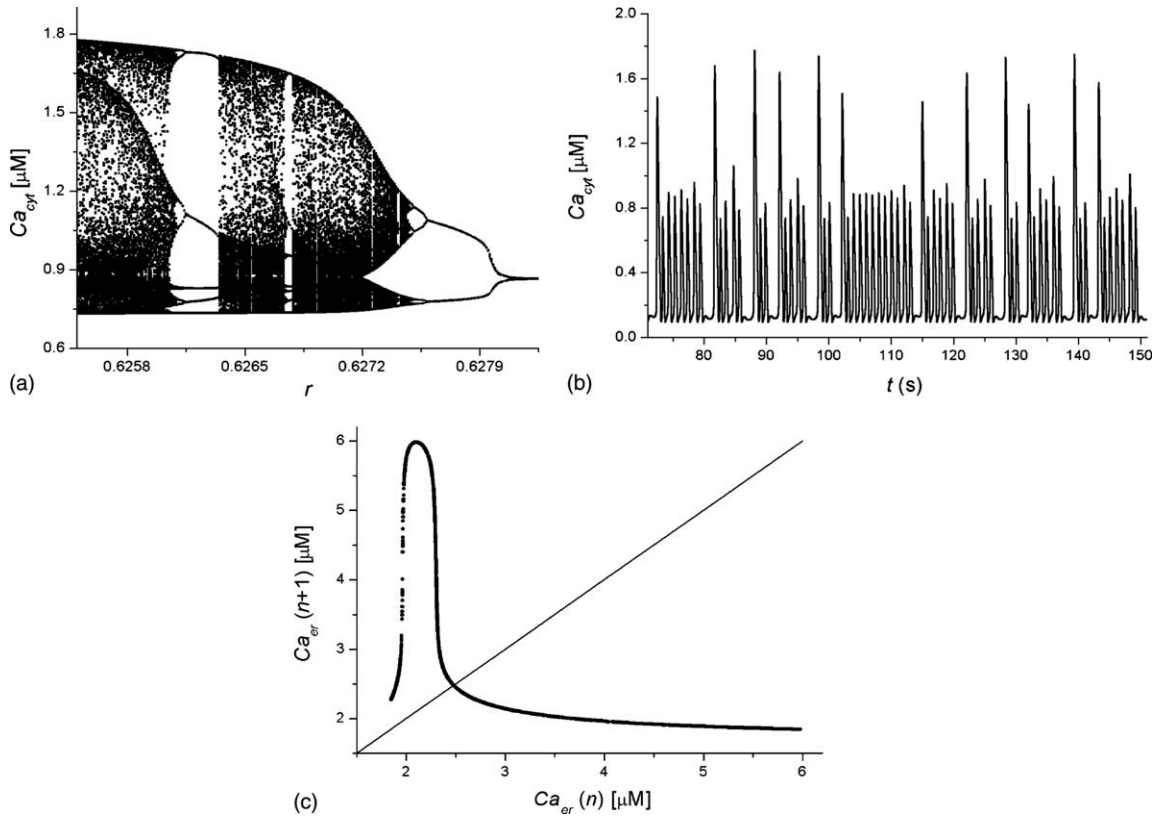 1.8
1.5
1.2
0.9
0.6
Ca_cyt [μM]
0.6258 0.6265 0.6272 0.6279
r
(a)
2.0
1.6
1.2
0.8
0.4
0.0
Ca_cyt [μM]
80 90 100 110 120 130 140 150
t (s)
(b)
6
5
4
3
2
Ca_er (n+1) [μM]
2 3 4 5 6
Ca_er (n) [μM]
(c)